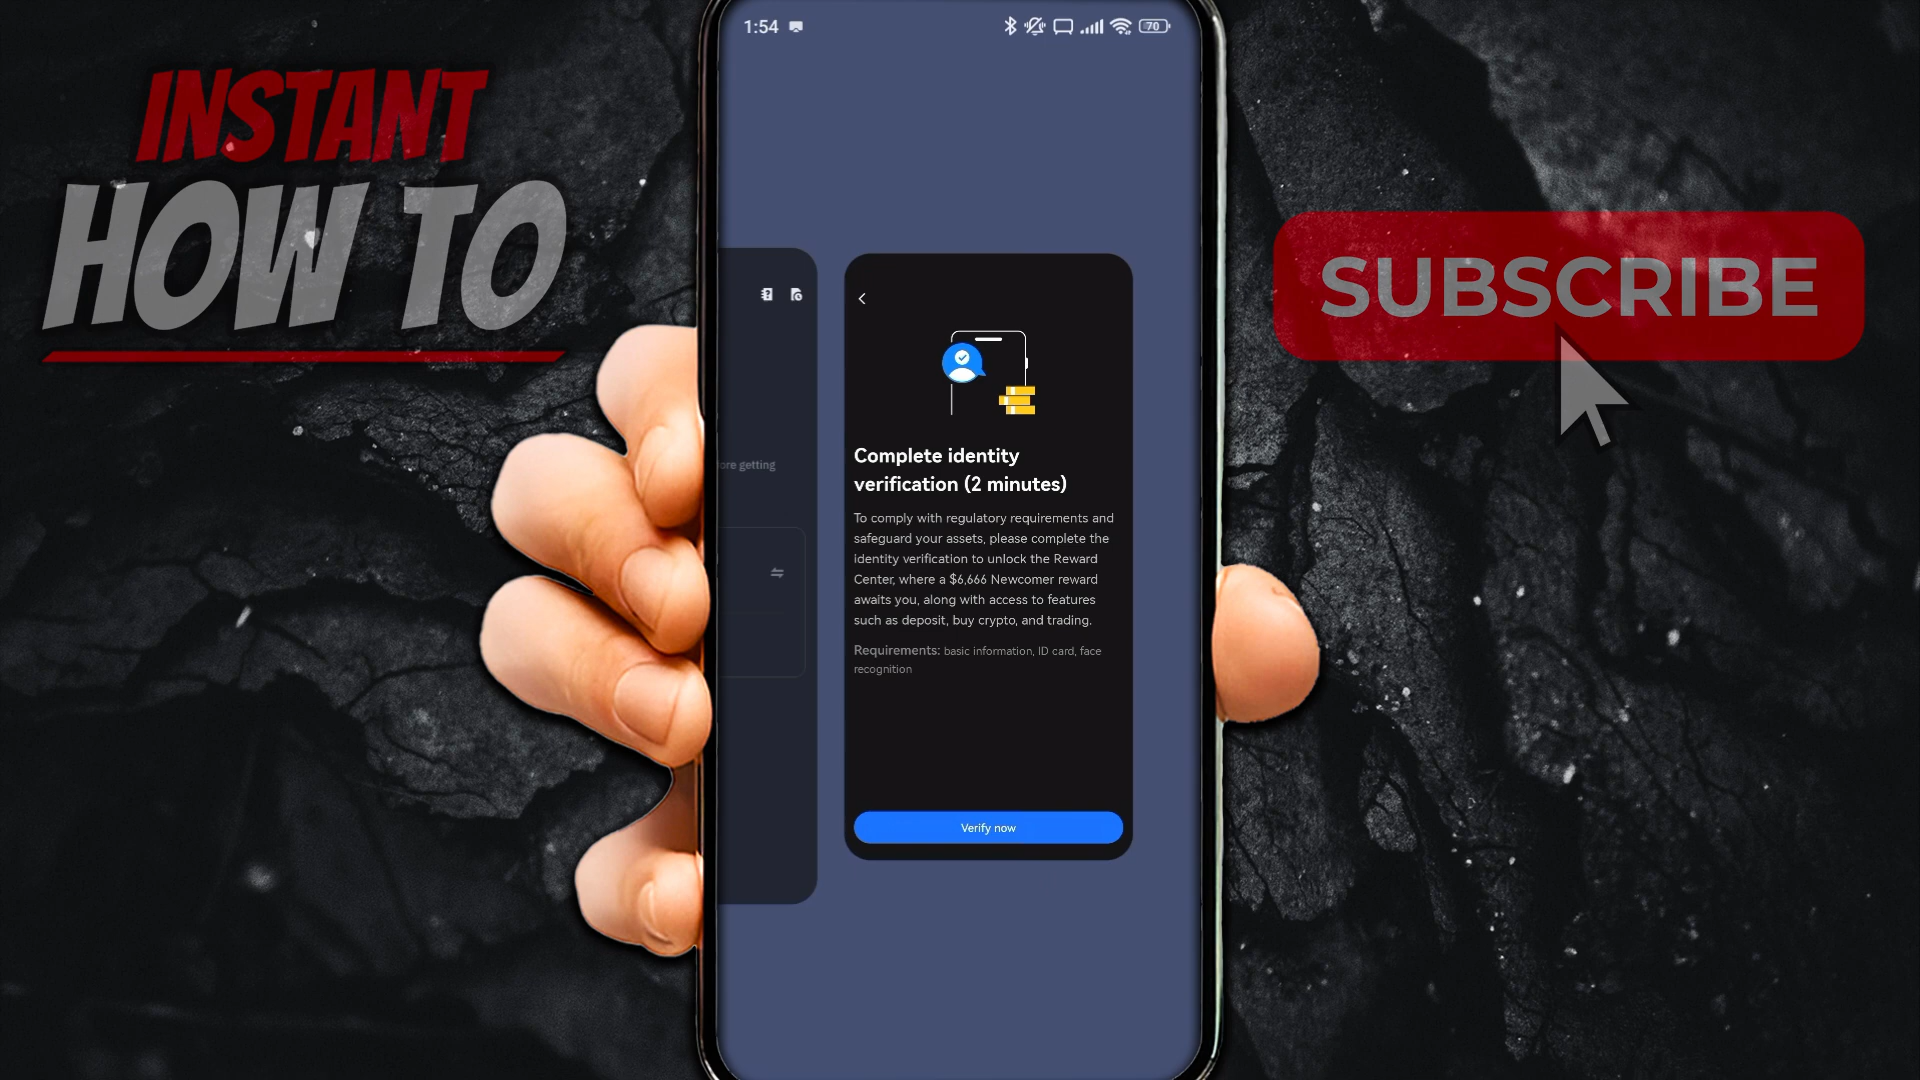 INSTANT
HOW TO
SUBSCRIBE
1:54
70
ore getting
Complete identity
verification (2 minutes)
To comply with regulatory requirements and
safeguard your assets, please complete the
identity verification to unlock the Reward
Center, where a $6,666 Newcomer reward
awaits you, along with access to features
such as deposit, buy crypto, and trading.
Requirements: basic information, ID card, face
recognition
Verify now